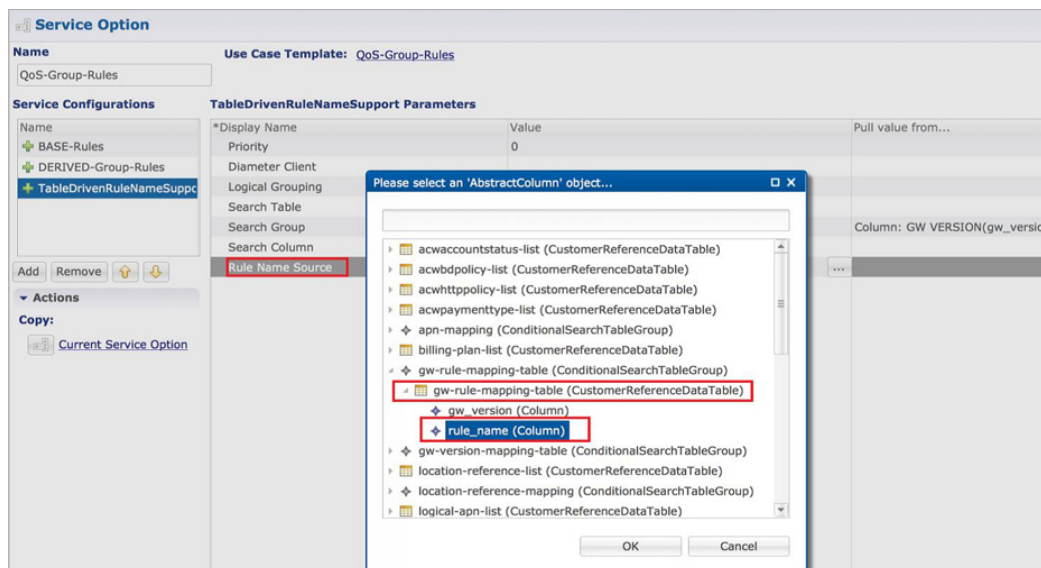 Service Option
Name
Use Case Template: QoS-Group-Rules
QoS-Group-Rules
Service Configurations
TableDrivenRuleNameSupport Parameters
Name
*Display Name Value Pull value from...
BASE-Rules
Priority 0
DERIVED-Group-Rules
Diameter Client
TableDrivenRuleNameSuppo
Logical Grouping
Search Table
Search Group Column: GW VERSION(gw_versio
Search Column
Rule Name Source ...
Add Remove
Actions
Copy:
Current Service Option
Please select an 'AbstractColumn' object...
acwaccountstatus-list (CustomerReferenceDataTable)
acwbdpolicy-list (CustomerReferenceDataTable)
acwhttppolicy-list (CustomerReferenceDataTable)
acwpaymenttype-list (CustomerReferenceDataTable)
apn-mapping (ConditionalSearchTableGroup)
billing-plan-list (CustomerReferenceDataTable)
gw-rule-mapping-table (ConditionalSearchTableGroup)
gw-rule-mapping-table (CustomerReferenceDataTable)
gw_version (Column)
rule_name (Column)
gw-version-mapping-table (ConditionalSearchTableGroup)
location-reference-list (CustomerReferenceDataTable)
location-reference-mapping (ConditionalSearchTableGroup)
logical-apn-list (CustomerReferenceDataTable)
OK Cancel